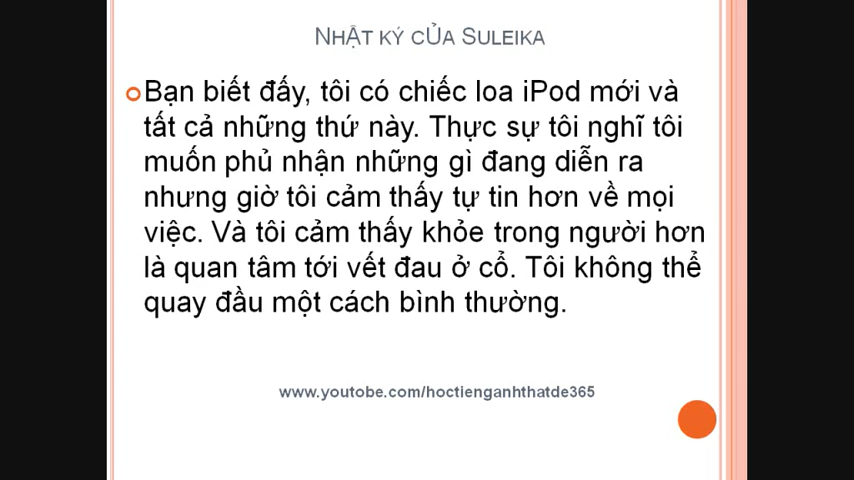 NHẬT KÝ CỦA SULEIKA
Bạn biết đấy, tôi có chiếc loa iPod mới và
tất cả những thứ này. Thực sự tôi nghĩ tôi
muốn phủ nhận những gì đang diễn ra
nhưng giờ tôi cảm thấy tự tin hơn về mọi
việc. Và tôi cảm thấy khỏe trong người hơn
là quan tâm tới vết đau ở cổ. Tôi không thể
quay đầu một cách bình thường.
www.youtobe.com/hoctienganhthatde365